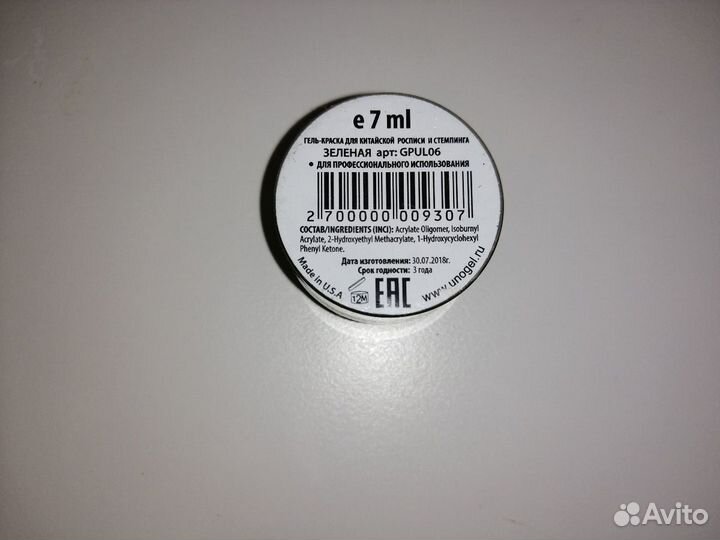 e 7 ml
ГЕЛЬ-КРАСКА ДЛЯ КИТАЙСКОЙ РОСПИСИ И СТЕМПИНГА
ЗЕЛЕНАЯ арт: GPUL06
• ДЛЯ ПРОФЕССИОНАЛЬНОГО ИСПОЛЬЗОВАНИЯ
2 700000 009307
СОСТАВ/INGREDIENTS (INCI): Acrylate Oligomer, Isoburnyl
Acrylate, 2-Hydroxyethyl Methacrylate, 1-Hydroxycyclohexyl
Phenyl Ketone.
Дата изготовления: 30.07.2018г.
Срок годности: 3 года
Made in U.S.A
12M
EAC
www.unogel.ru
Avito